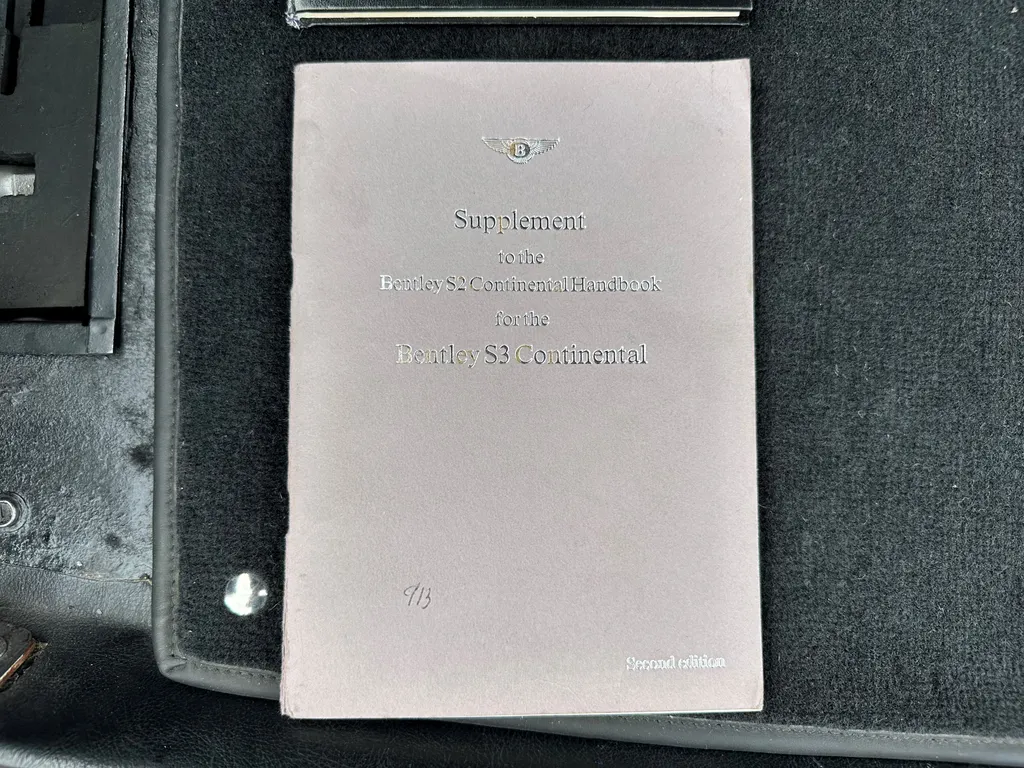 B
Supplement
to the
Bentley S2 Continental Handbook
for the
Bentley S3 Continental
Second edition